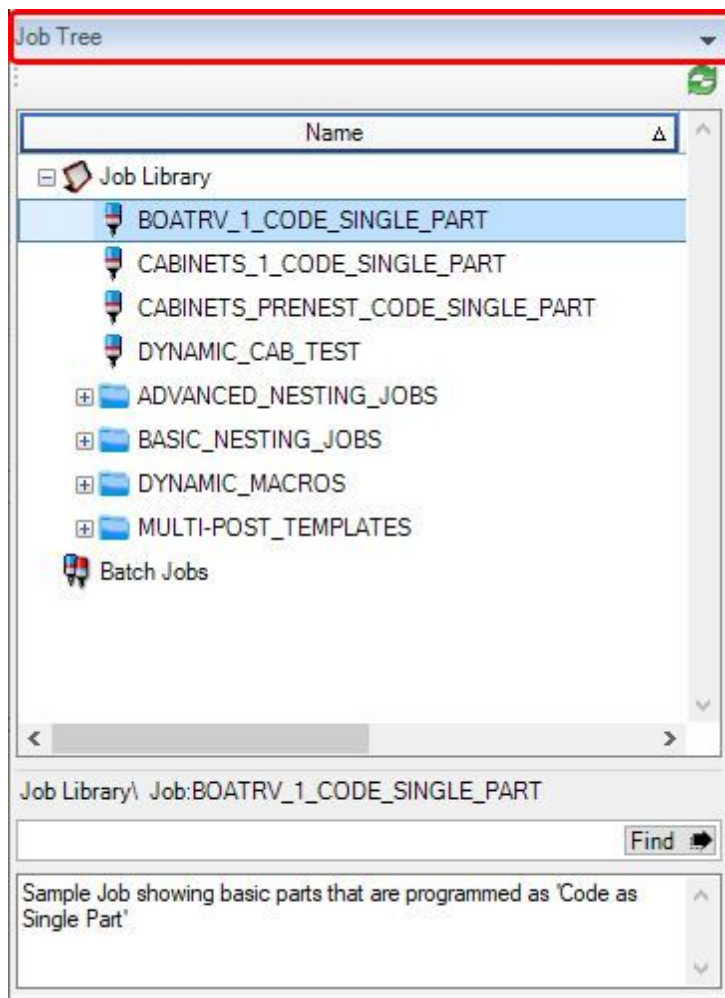 Job Tree
Name
Job Library
BOATRV_1_CODE_SINGLE_PART
CABINETS_1_CODE_SINGLE_PART
CABINETS_PRENEST_CODE_SINGLE_PART
DYNAMIC_CAB_TEST
ADVANCED_NESTING_JOBS
BASIC_NESTING_JOBS
DYNAMIC_MACROS
MULTI-POST_TEMPLATES
Batch Jobs
Job Library\ Job:BOATRV_1_CODE_SINGLE_PART
Find
Sample Job showing basic parts that are programmed as 'Code as
Single Part'